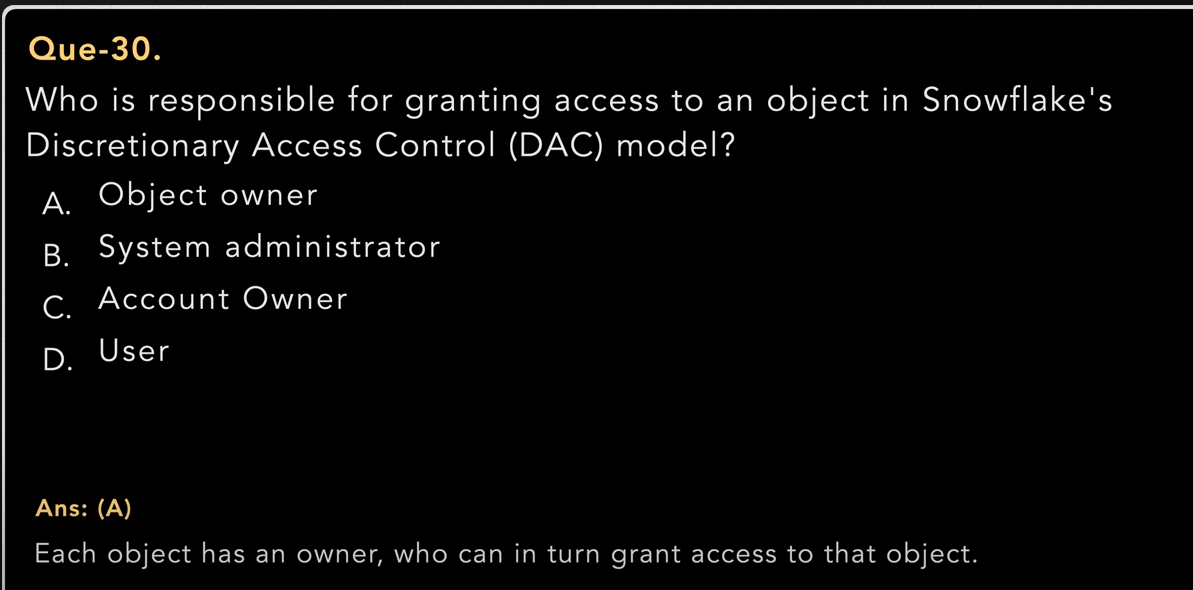 Que-30.
Who is responsible for granting access to an object in Snowflake's
Discretionary Access Control (DAC) model?
A. Object owner
B. System administrator
C. Account Owner
D. User
Ans: (A)
Each object has an owner, who can in turn grant access to that object.